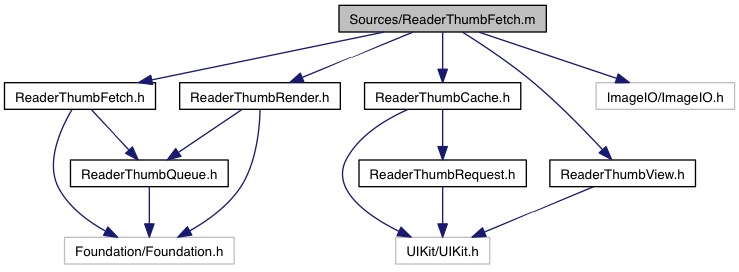 Sources/ReaderThumbFetch.m
ReaderThumbFetch.h
ReaderThumbRender.h
ReaderThumbCache.h
ImageIO/ImageIO.h
ReaderThumbQueue.h
ReaderThumbRequest.h
ReaderThumbView.h
Foundation/Foundation.h
UIKit/UIKit.h